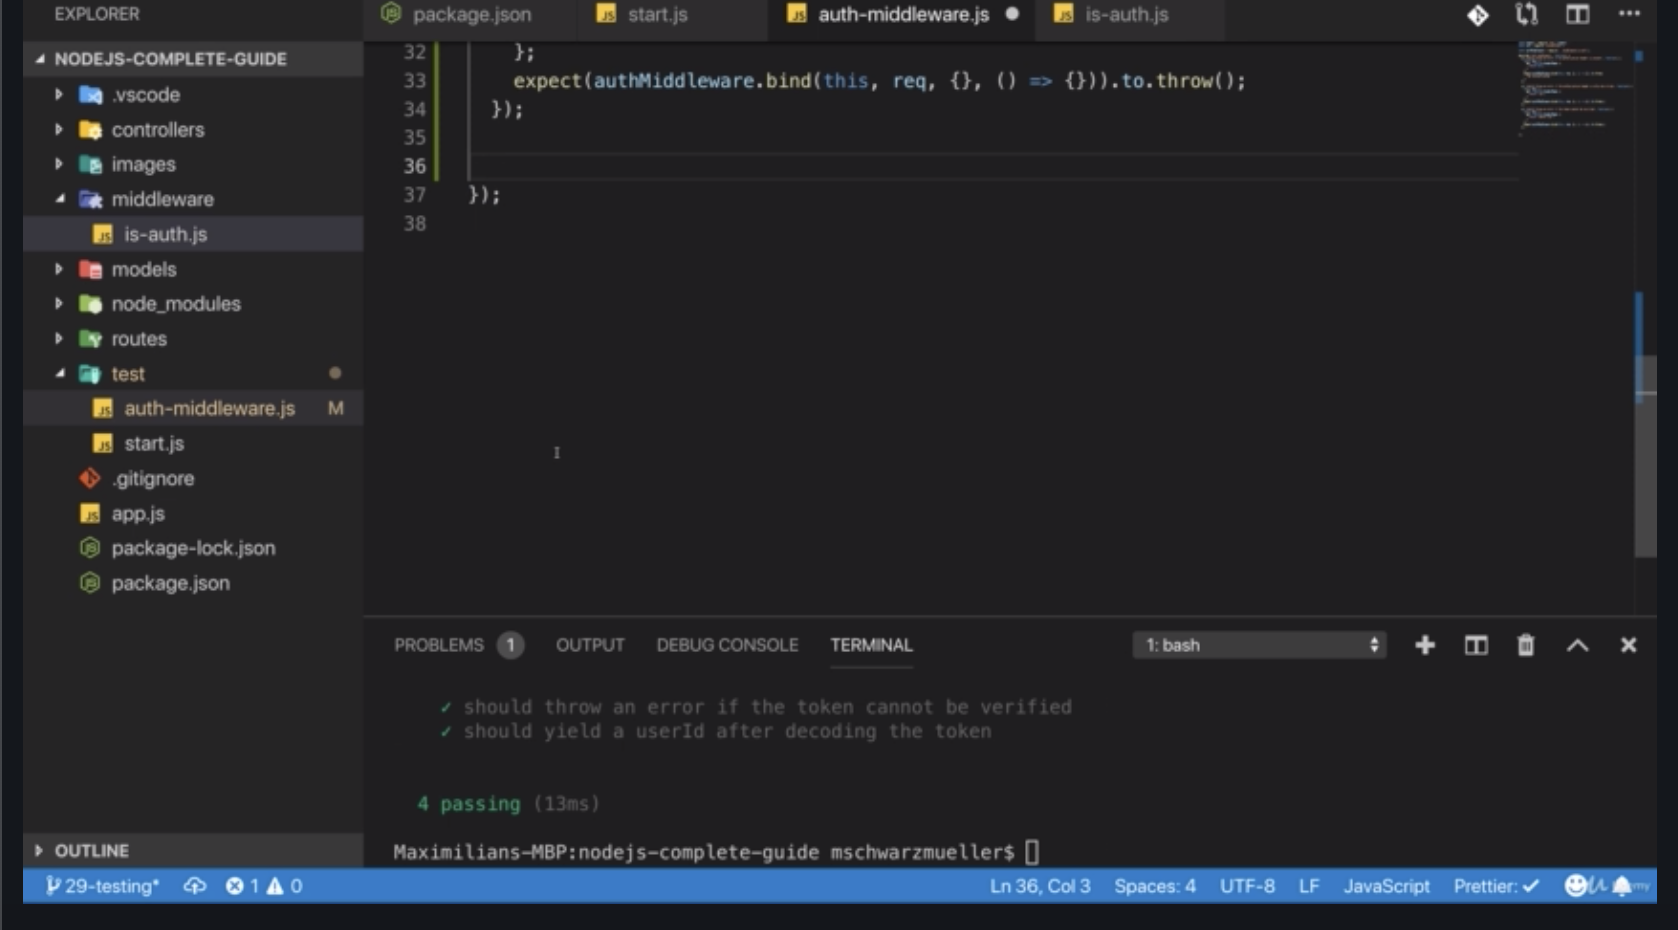 EXPLORER
package.json
start.js
auth-middleware.js
is-auth.js
NODEJS-COMPLETE-GUIDE
.vscode
controllers
images
middleware
is-auth.js
models
node_modules
routes
test
auth-middleware.js M
start.js
.gitignore
app.js
package-lock.json
package.json
OUTLINE
32 };
33 expect(authMiddleware.bind(this, req, {}, () => {})).to.throw();
34 });
35
36
37 });
38
PROBLEMS 1 OUTPUT DEBUG CONSOLE TERMINAL 1: bash
✓ should throw an error if the token cannot be verified
✓ should yield a userId after decoding the token
4 passing (13ms)
Maximilians-MBP:nodejs-complete-guide mschwarzmueller$
29-testing* 1 0 Ln 36, Col 3 Spaces: 4 UTF-8 LF JavaScript Prettier: ✓